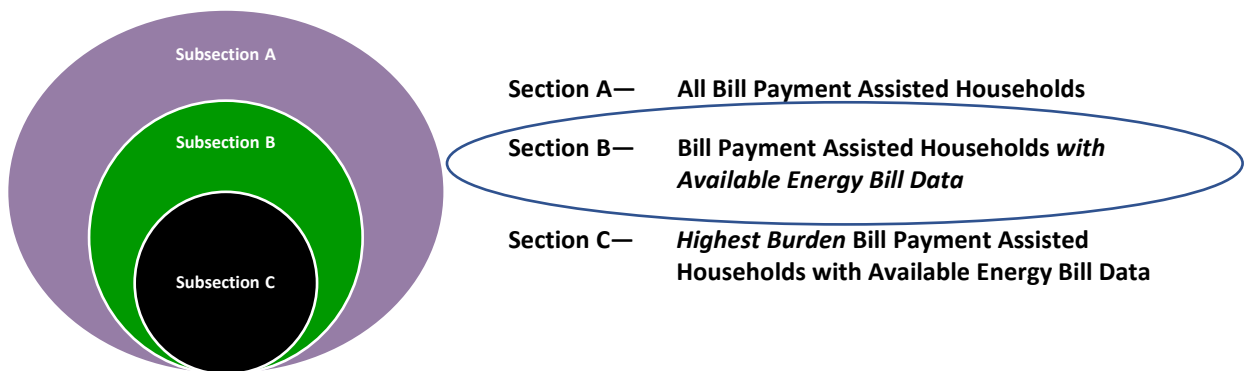 Subsection A
Subsection B
Subsection C
Section A— All Bill Payment Assisted Households
Section B— Bill Payment Assisted Households with
Available Energy Bill Data
Section C— Highest Burden Bill Payment Assisted
Households with Available Energy Bill Data